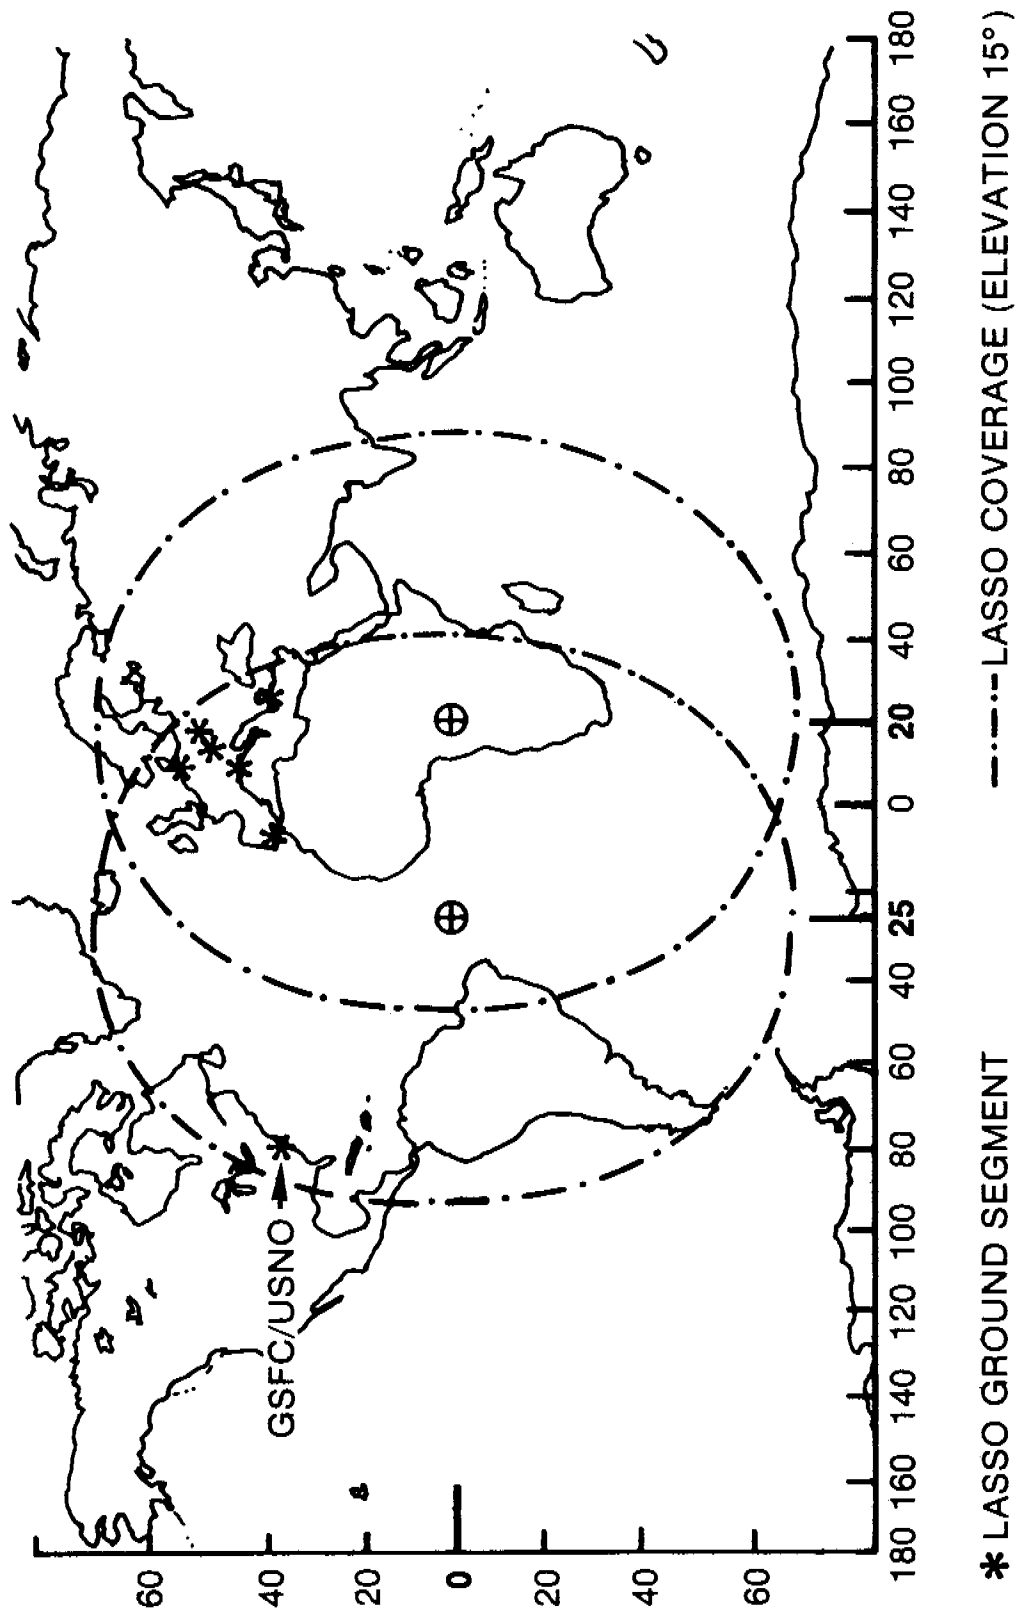 60
40
20
0
20
40
60
180 160 140 120 100 80 60 40 25 0 20 40 60 80 100 120 140 160 180
GSFC/USNO
* LASSO GROUND SEGMENT
LASSO COVERAGE (ELEVATION 15°)